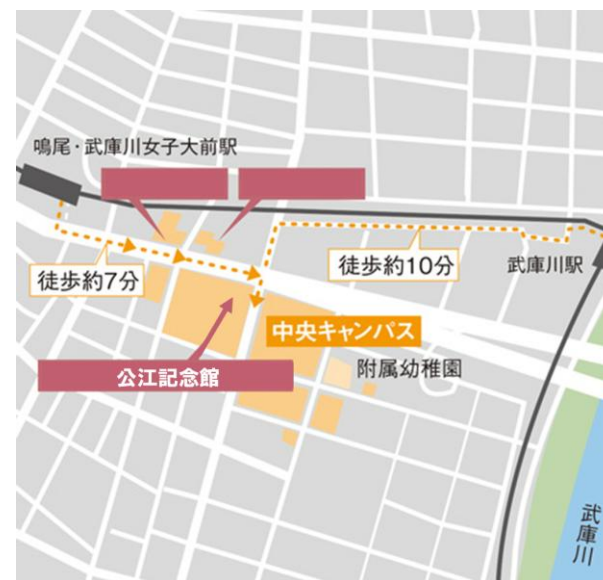 鳴尾・武庫川女子大前駅
徒歩約7分
徒歩約10分
武庫川駅
中央キャンパス
公江記念館
附属幼稚園
武庫川